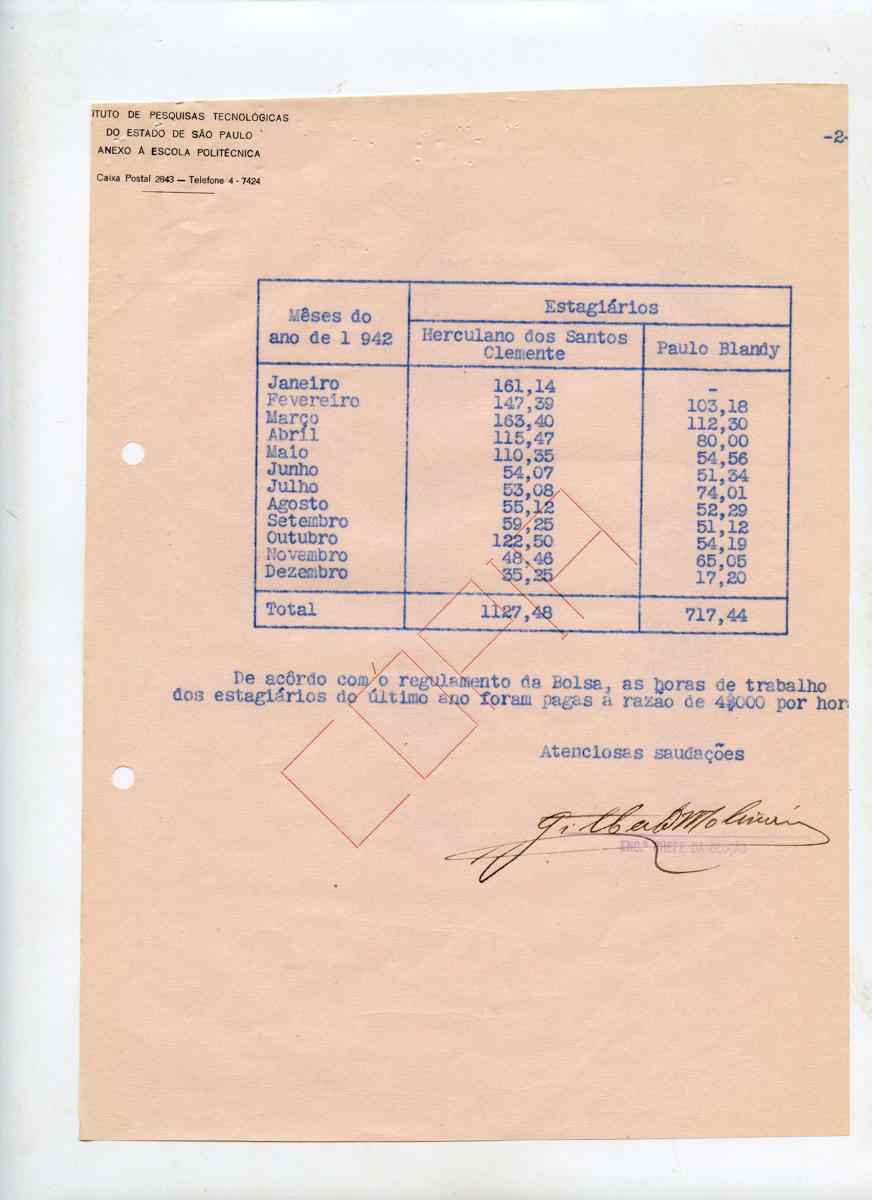 ITUTO DE PESQUISAS TECNOLÓGICAS
DO ESTADO DE SÃO PAULO
ANEXO À ESCOLA POLITÉCNICA
Caixa Postal 2843 — Telefone 4-7424
-2-
Mêses do ano de 1 942
Estagiários
Herculano dos Santos Clemente
Paulo Blandy
Janeiro 161,14 -
Fevereiro 147,39 103,18
Março 163,40 112,30
Abril 115,47 80,00
Maio 110,35 54,56
Junho 54,07 51,34
Julho 53,08 74,01
Agosto 55,12 52,29
Setembro 59,25 51,12
Outubro 122,50 54,19
Novembro 48,46 65,05
Dezembro 35,25 17,20
Total 1127,48 717,44
De acôrdo com o regulamento da Bolsa, as horas de trabalho
dos estagiários do último ano foram pagas à razão de 4$000 por hor
Atenciosas saudações
Gilberto Molinari
ENG.º CHEFE DA SECÇÃO